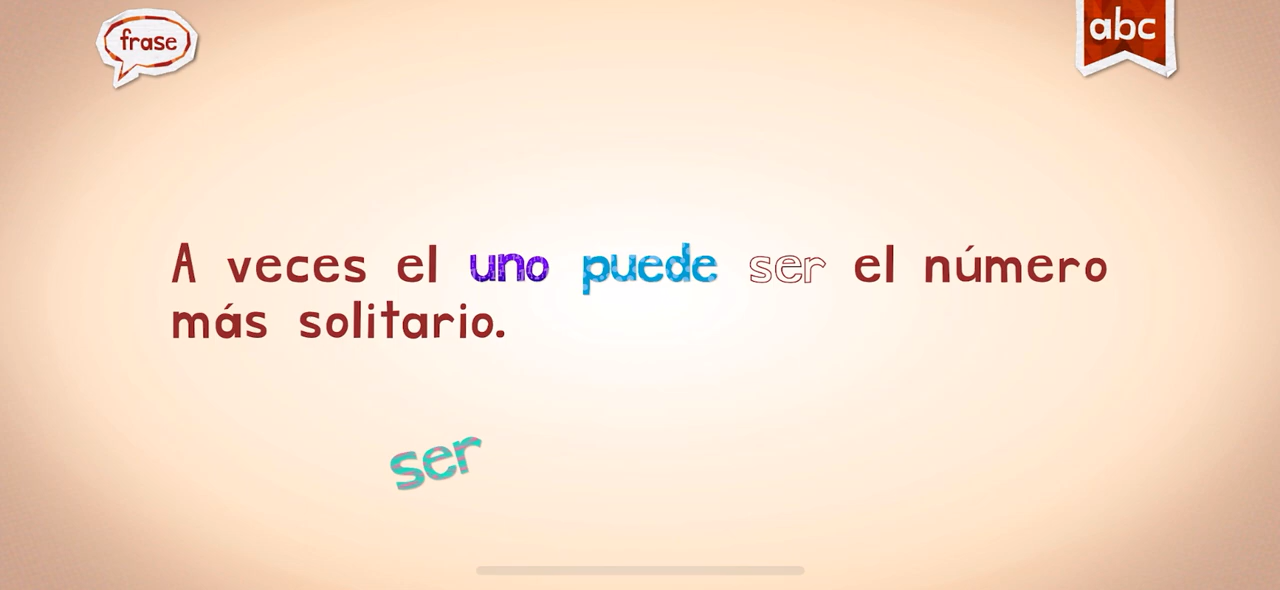 frase
abc
A veces el uno puede ser el número
más solitario.
ser